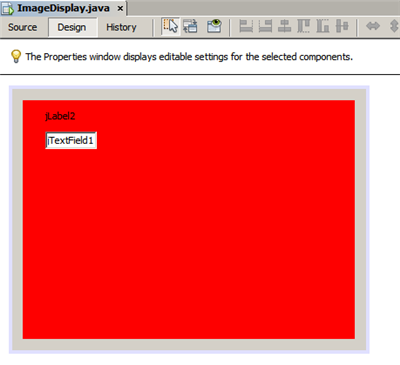 ImageDisplay.java ×
Source Design History
The Properties window displays editable settings for the selected components.
jLabel2
jTextField1